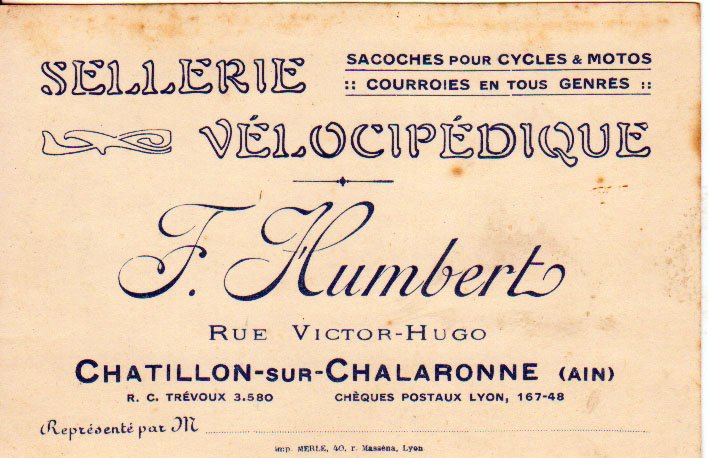 SELLERIE
SACOCHES POUR CYCLES & MOTOS
:: COURROIES EN TOUS GENRES ::
VÉLOCIPÉDIQUE
F. Humbert
RUE VICTOR-HUGO
CHATILLON-SUR-CHALARONNE (AIN)
R. C. TRÉVOUX 3.580 CHÈQUES POSTAUX LYON, 167-48
Représenté par M
Imp. MERLE, 40, r. Masséna, Lyon